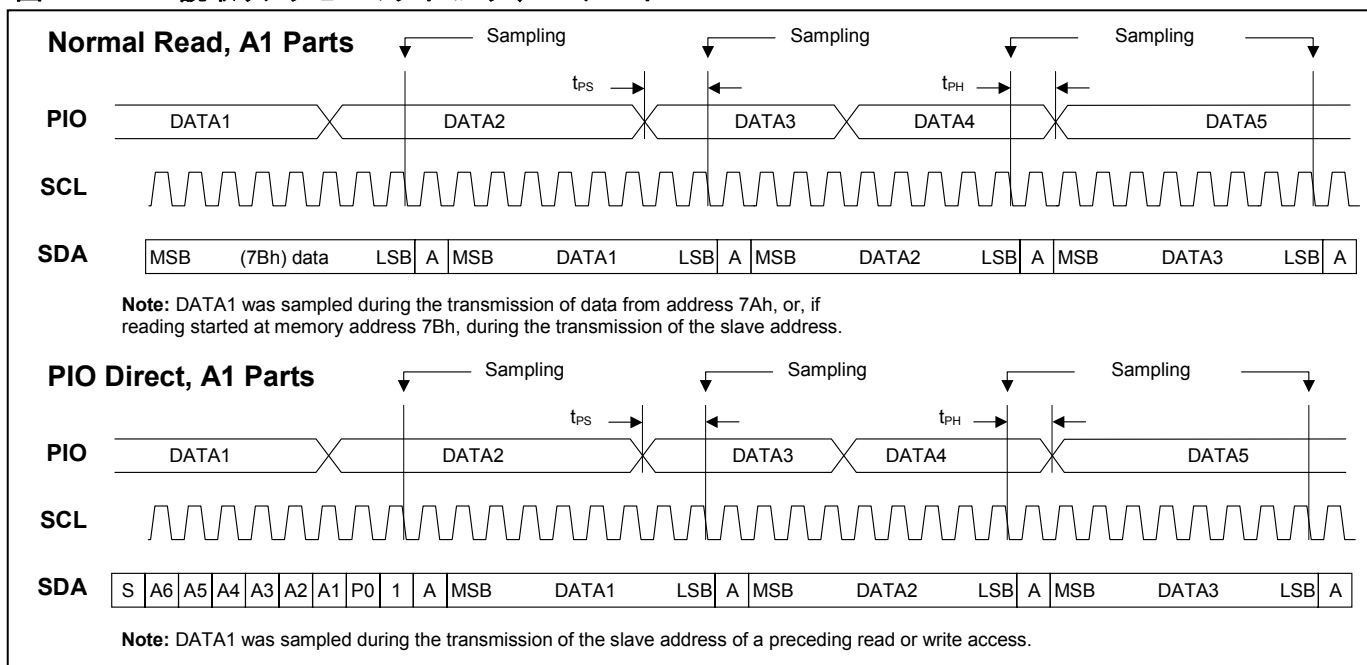 Normal Read, A1 Parts
Sampling Sampling Sampling
tPS tPH
PIO DATA1 DATA2 DATA3 DATA4 DATA5
SCL
SDA MSB (7Bh) data LSB A MSB DATA1 LSB A MSB DATA2 LSB A MSB DATA3 LSB A
Note: DATA1 was sampled during the transmission of data from address 7Ah, or, if
reading started at memory address 7Bh, during the transmission of the slave address.
PIO Direct, A1 Parts
Sampling Sampling Sampling
tPS tPH
PIO DATA1 DATA2 DATA3 DATA4 DATA5
SCL
SDA S A6 A5 A4 A3 A2 A1 P0 1 A MSB DATA1 LSB A MSB DATA2 LSB A MSB DATA3 LSB A
Note: DATA1 was sampled during the transmission of the slave address of a preceding read or write access.